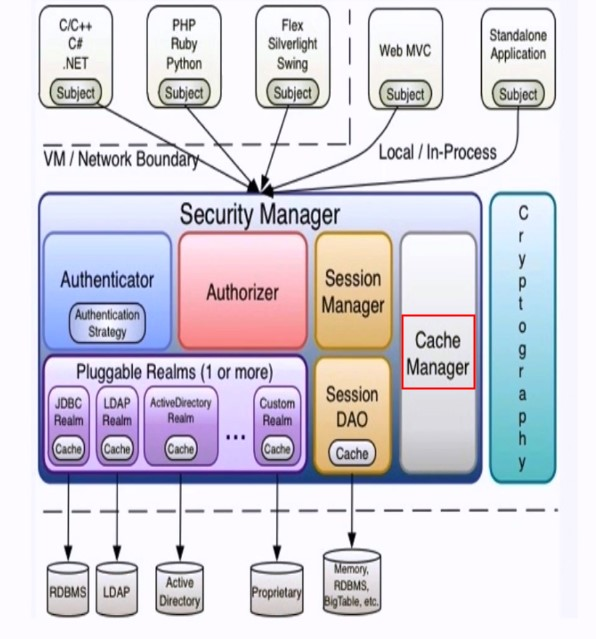 C/C++
C#
.NET
Subject
PHP
Ruby
Python
Subject
Flex
Silverlight
Swing
Subject
Web MVC
Subject
Standalone
Application
Subject
VM / Network Boundary
Local / In-Process
Security Manager
Authenticator
Authentication
Strategy
Authorizer
Session
Manager
Cache
Manager
Cryptography
Pluggable Realms (1 or more)
JDBC
Realm
Cache
LDAP
Realm
Cache
ActiveDirectory
Realm
Cache
...
Custom
Realm
Cache
Session
DAO
Cache
RDBMS
LDAP
Active
Directory
Proprietary
Memory,
RDBMS,
BigTable, etc.